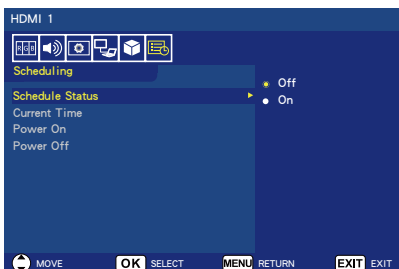 HDMI 1
RGB
Scheduling
Schedule Status
Off
On
Current Time
Power On
Power Off
MOVE OK SELECT MENU RETURN EXIT EXIT